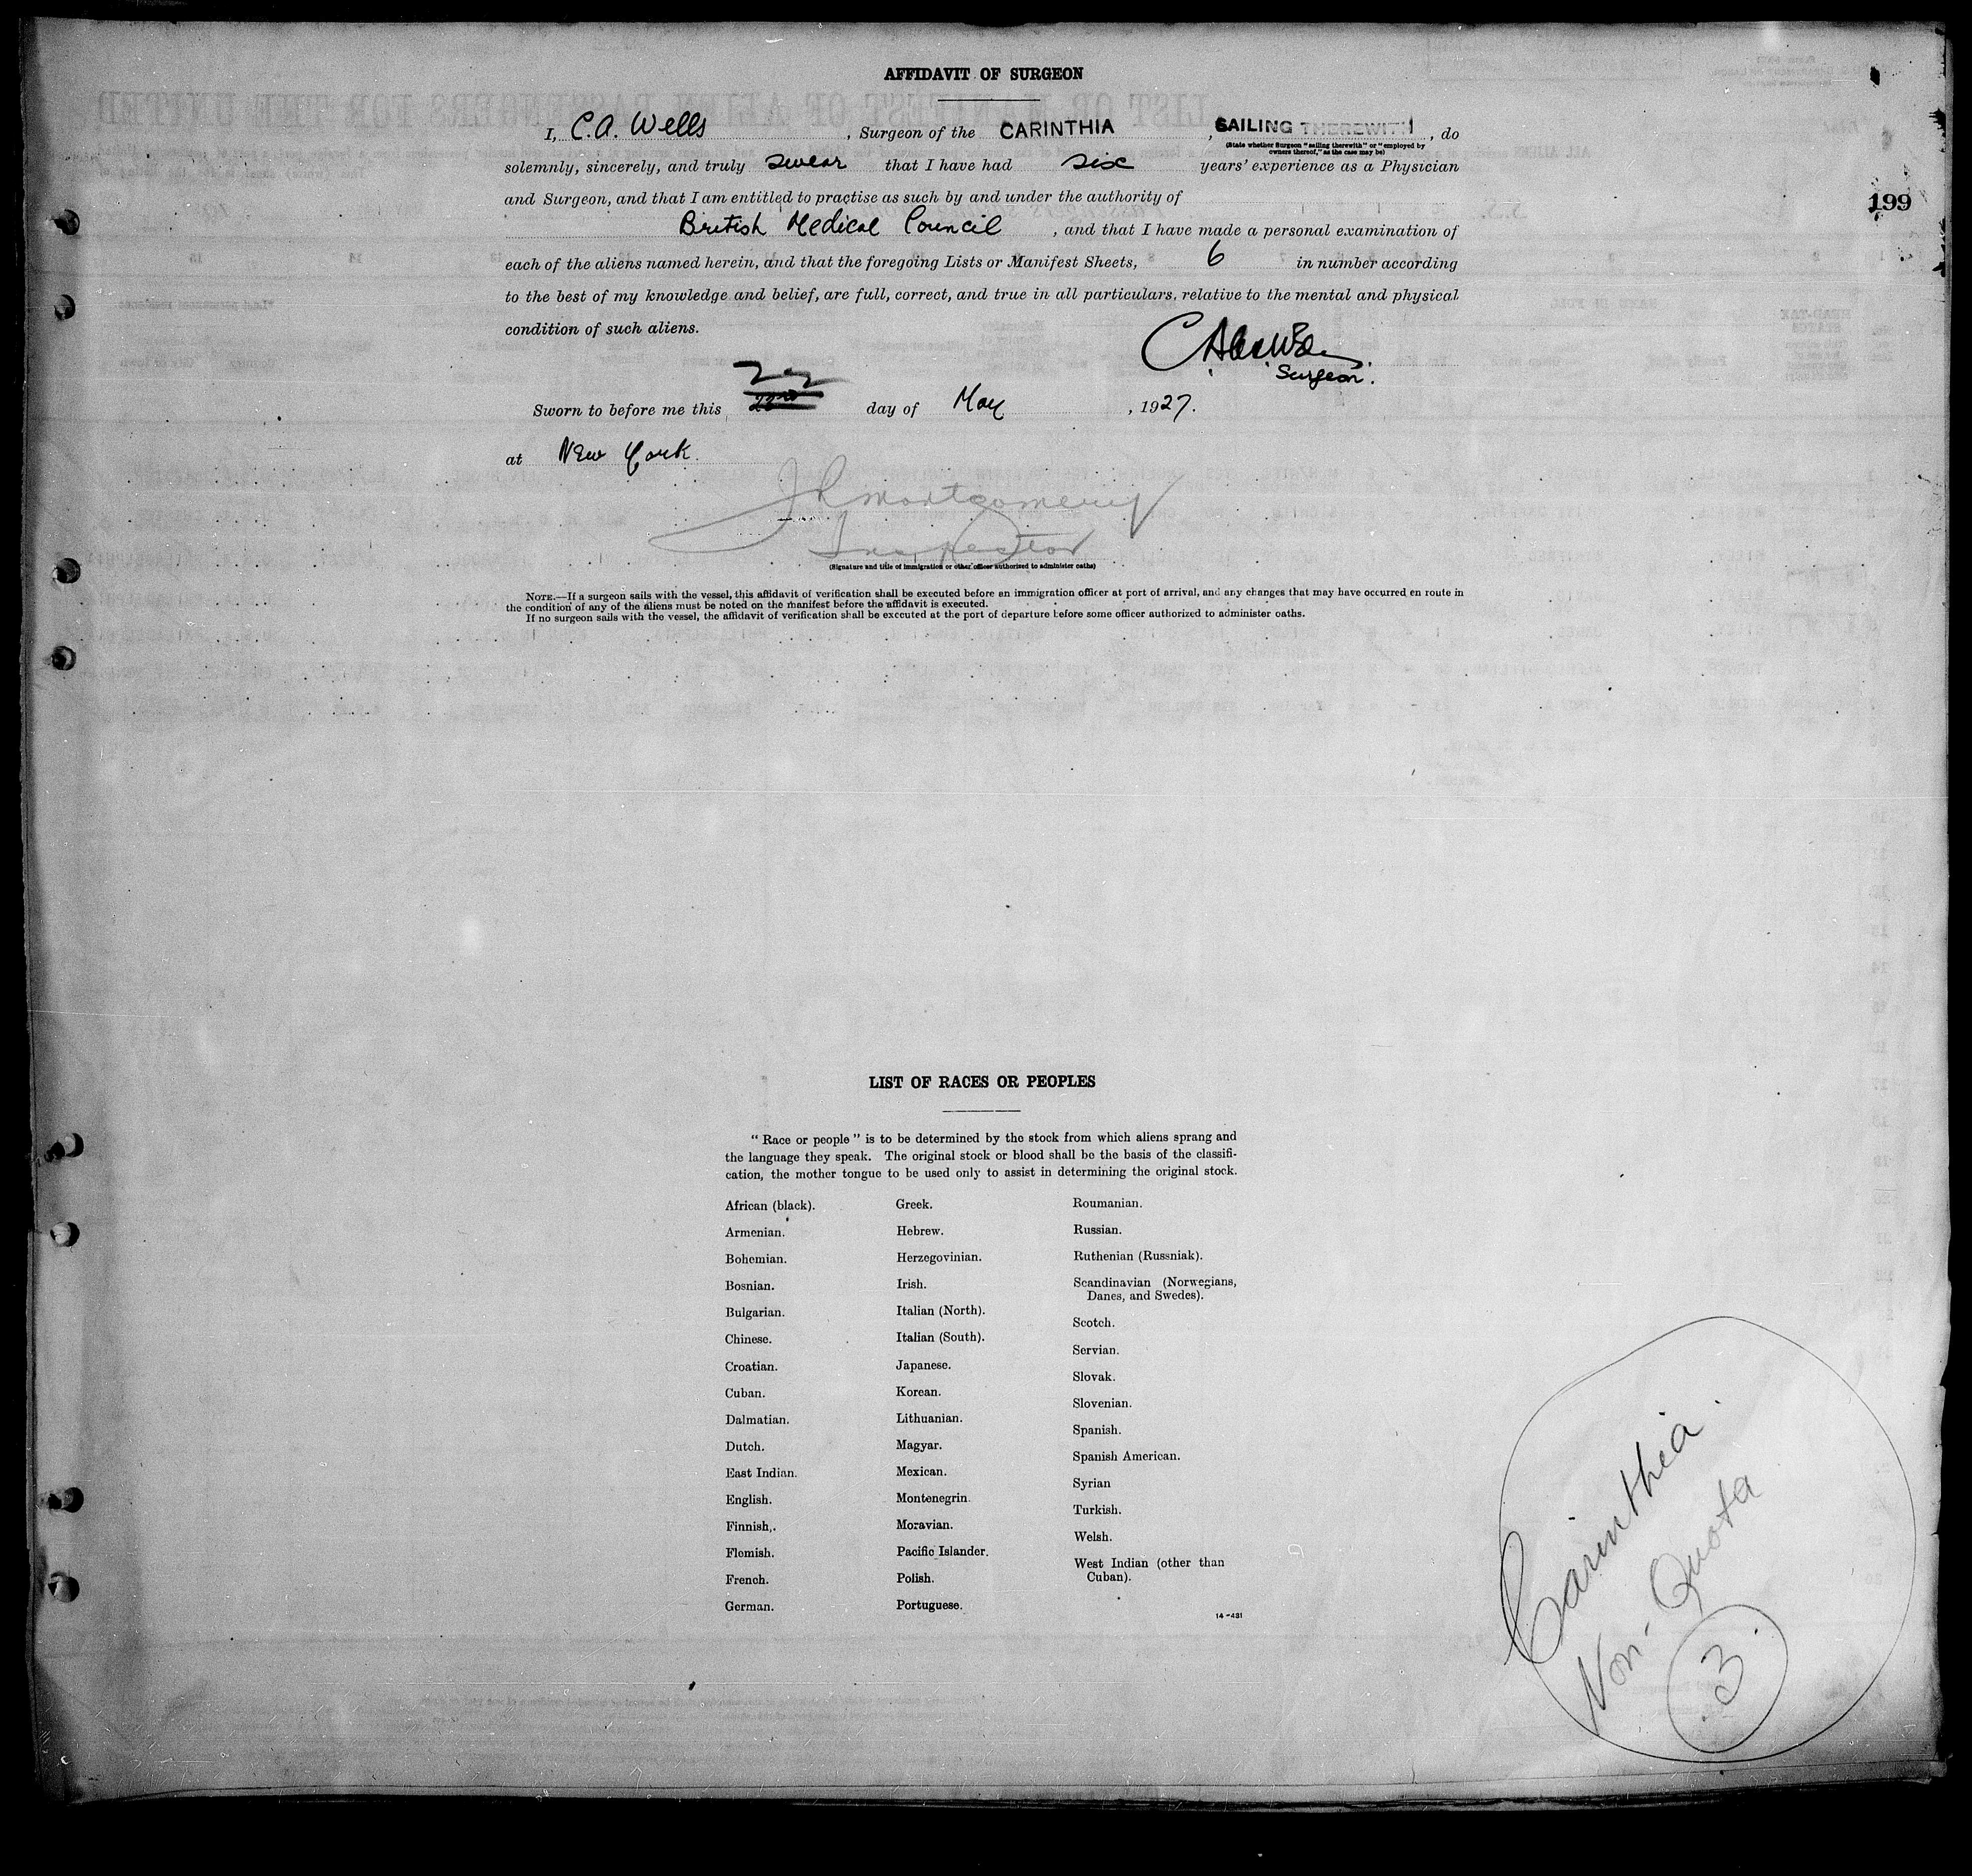 AFFIDAVIT OF SURGEON
I, C.A. Wells, Surgeon of the CARINTHIA, SAILING THEREWITH, do
(State whether Surgeon "sailing therewith" or "employed by
owners thereof," as the case may be)
solemnly, sincerely, and truly swear that I have had six years' experience as a Physician
and Surgeon, and that I am entitled to practise as such by and under the authority of
British Medical Council, and that I have made a personal examination of
199
each of the aliens named herein, and that the foregoing Lists or Manifest Sheets, 6 in number according
to the best of my knowledge and belief, are full, correct, and true in all particulars, relative to the mental and physical
condition of such aliens.
Surgeon.
22
Sworn to before me this 23rd day of May, 1927.
at New York.
J R Montgomery
Inspector
(Signature and title of immigration or other officer authorized to administer oaths)
NOTE.—If a surgeon sails with the vessel, this affidavit of verification shall be executed before an immigration officer at port of arrival, and any changes that may have occurred en route in
the condition of any of the aliens must be noted on the manifest before the affidavit is executed.
If no surgeon sails with the vessel, the affidavit of verification shall be executed at the port of departure before some officer authorized to administer oaths.
LIST OF RACES OR PEOPLES
"Race or people" is to be determined by the stock from which aliens sprang and
the language they speak. The original stock or blood shall be the basis of the classifi-
cation, the mother tongue to be used only to assist in determining the original stock.
African (black).
Armenian.
Bohemian.
Bosnian.
Bulgarian.
Chinese.
Croatian.
Cuban.
Dalmatian.
Dutch.
East Indian.
English.
Finnish.
Flemish.
French.
German.
Greek.
Hebrew.
Herzegovinian.
Irish.
Italian (North).
Italian (South).
Japanese.
Korean.
Lithuanian.
Magyar.
Mexican.
Montenegrin.
Moravian.
Pacific Islander.
Polish.
Portuguese.
Roumanian.
Russian.
Ruthenian (Russniak).
Scandinavian (Norwegians,
Danes, and Swedes).
Scotch.
Servian.
Slovak.
Slovenian.
Spanish.
Spanish American.
Syrian
Turkish.
Welsh.
West Indian (other than
Cuban).
14-431
Carinthia.
Non-Quota
3.